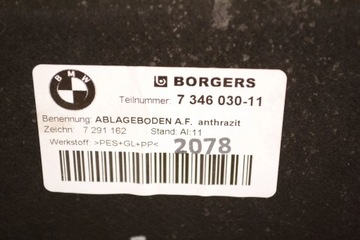 BMW
BORGERS
Teilnummer: 7 346 030-11
Benennung: ABLAGEBODEN A.F. anthrazit
Zeichn: 7 291 162 Stand: AI:11
Werkstoff: >PES+GL+PP< 2078